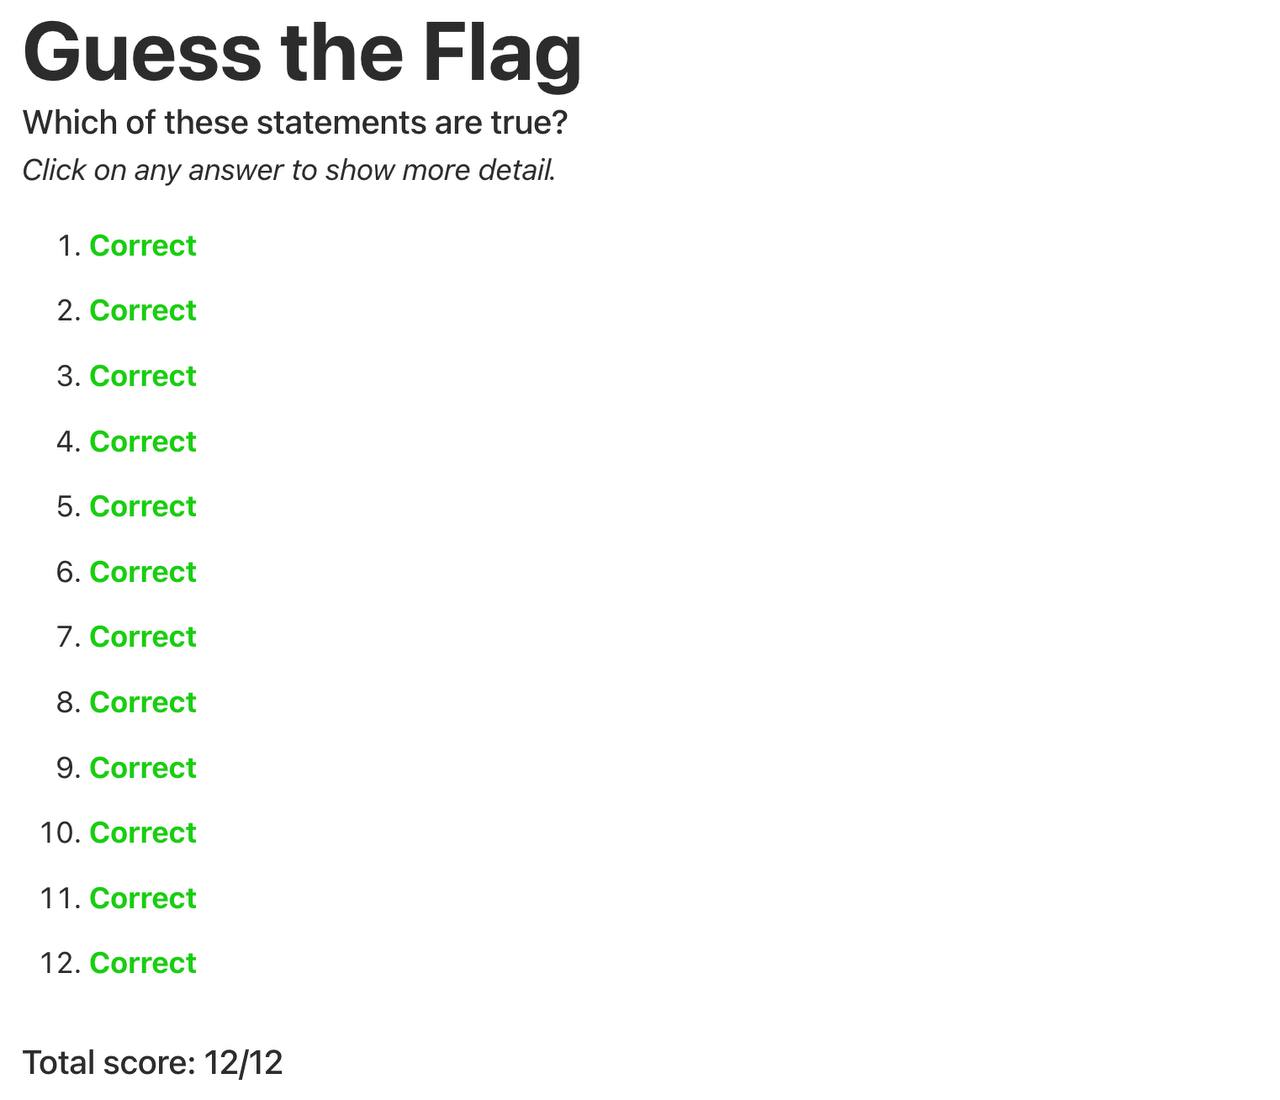 Guess the Flag
Which of these statements are true?
Click on any answer to show more detail.
1. Correct
2. Correct
3. Correct
4. Correct
5. Correct
6. Correct
7. Correct
8. Correct
9. Correct
10. Correct
11. Correct
12. Correct
Total score: 12/12